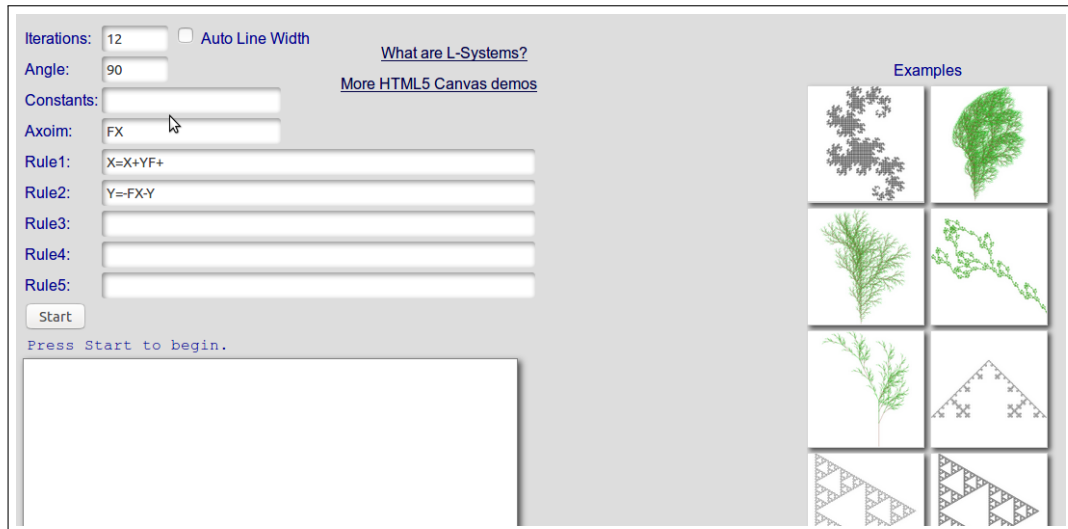 Iterations: 12 Auto Line Width
What are L-Systems?
Angle: 90
More HTML5 Canvas demos
Examples
Constants:
Axoim: FX
Rule1: X=X+YF+
Rule2: Y=-FX-Y
Rule3:
Rule4:
Rule5:
Start
Press Start to begin.